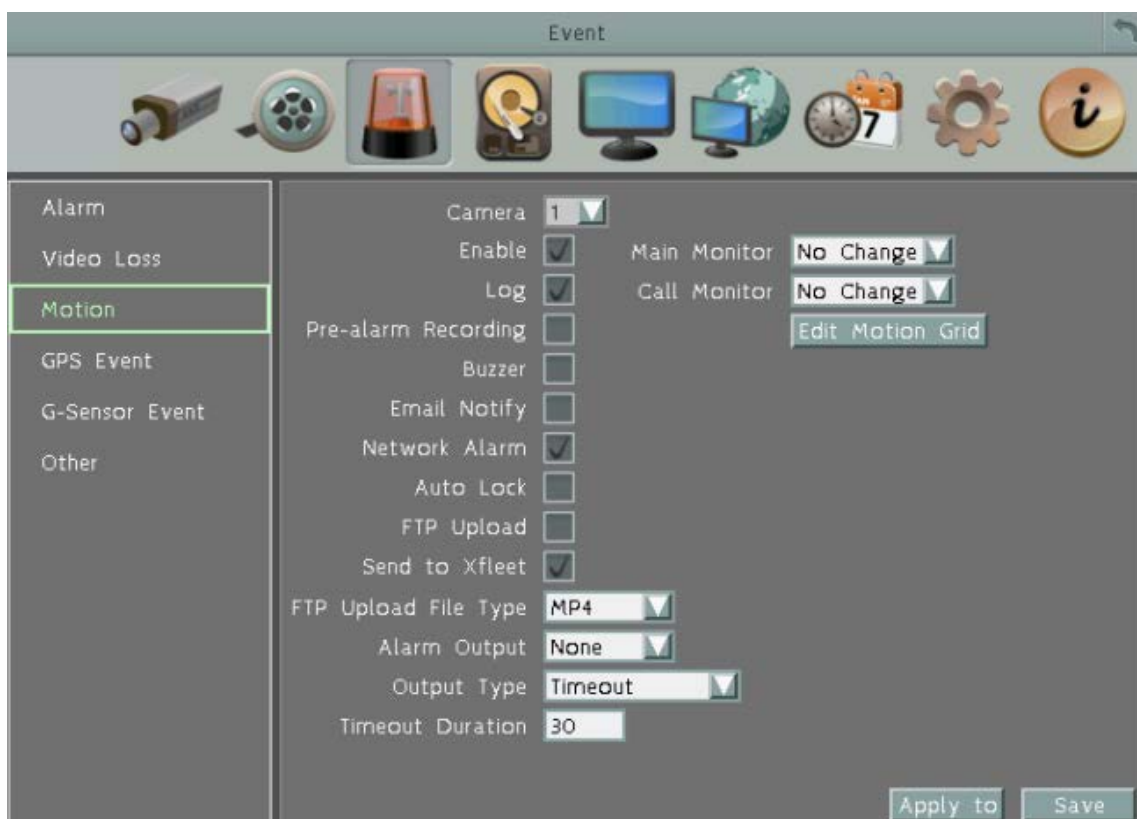 Event
7
i
Alarm
Video Loss
Motion
GPS Event
G-Sensor Event
Other
Camera 1
Enable Main Monitor No Change
Log Call Monitor No Change
Pre-alarm Recording Edit Motion Grid
Buzzer
Email Notify
Network Alarm
Auto Lock
FTP Upload
Send to Xfleet
FTP Upload File Type MP4
Alarm Output None
Output Type Timeout
Timeout Duration 30
Apply to Save